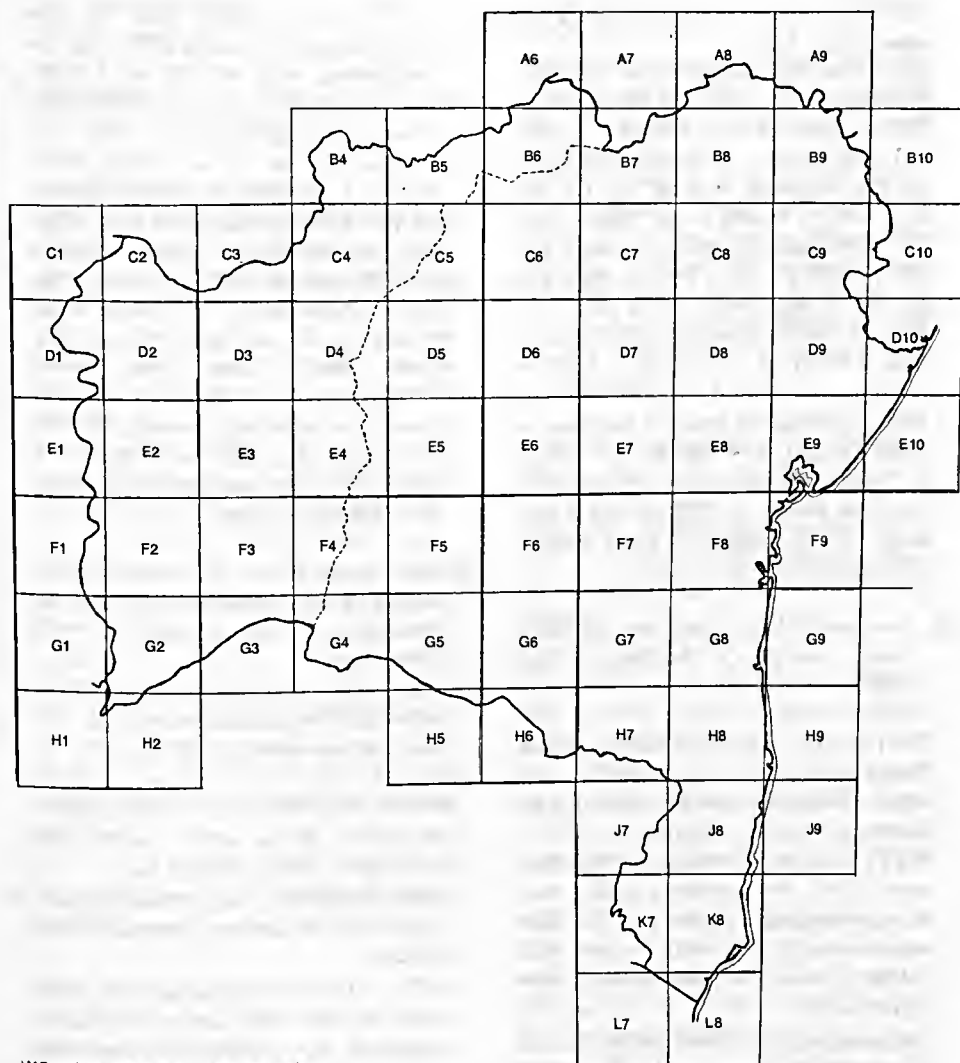 A6 A7 A8 A9
B4 B5 B6 B7 B8 B9 B10
C1 C2 C3 C4 C5 C6 C7 C8 C9 C10
D1 D2 D3 D4 D5 D6 D7 D8 D9 D10
E1 E2 E3 E4 E5 E6 E7 E8 E9 E10
F1 F2 F3 F4 F5 F6 F7 F8 F9
G1 G2 G3 G4 G5 G6 G7 G8 G9
H1 H2 H5 H6 H7 H8 H9
J7 J8 J9
K7 K8
L7 L8